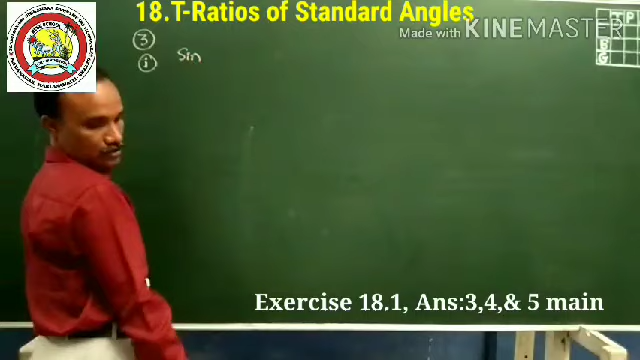 18.T-Ratios of Standard Angles
Made with KINEMASTER
T P
B
G
3
i Sin
Exercise 18.1, Ans:3,4,& 5 main